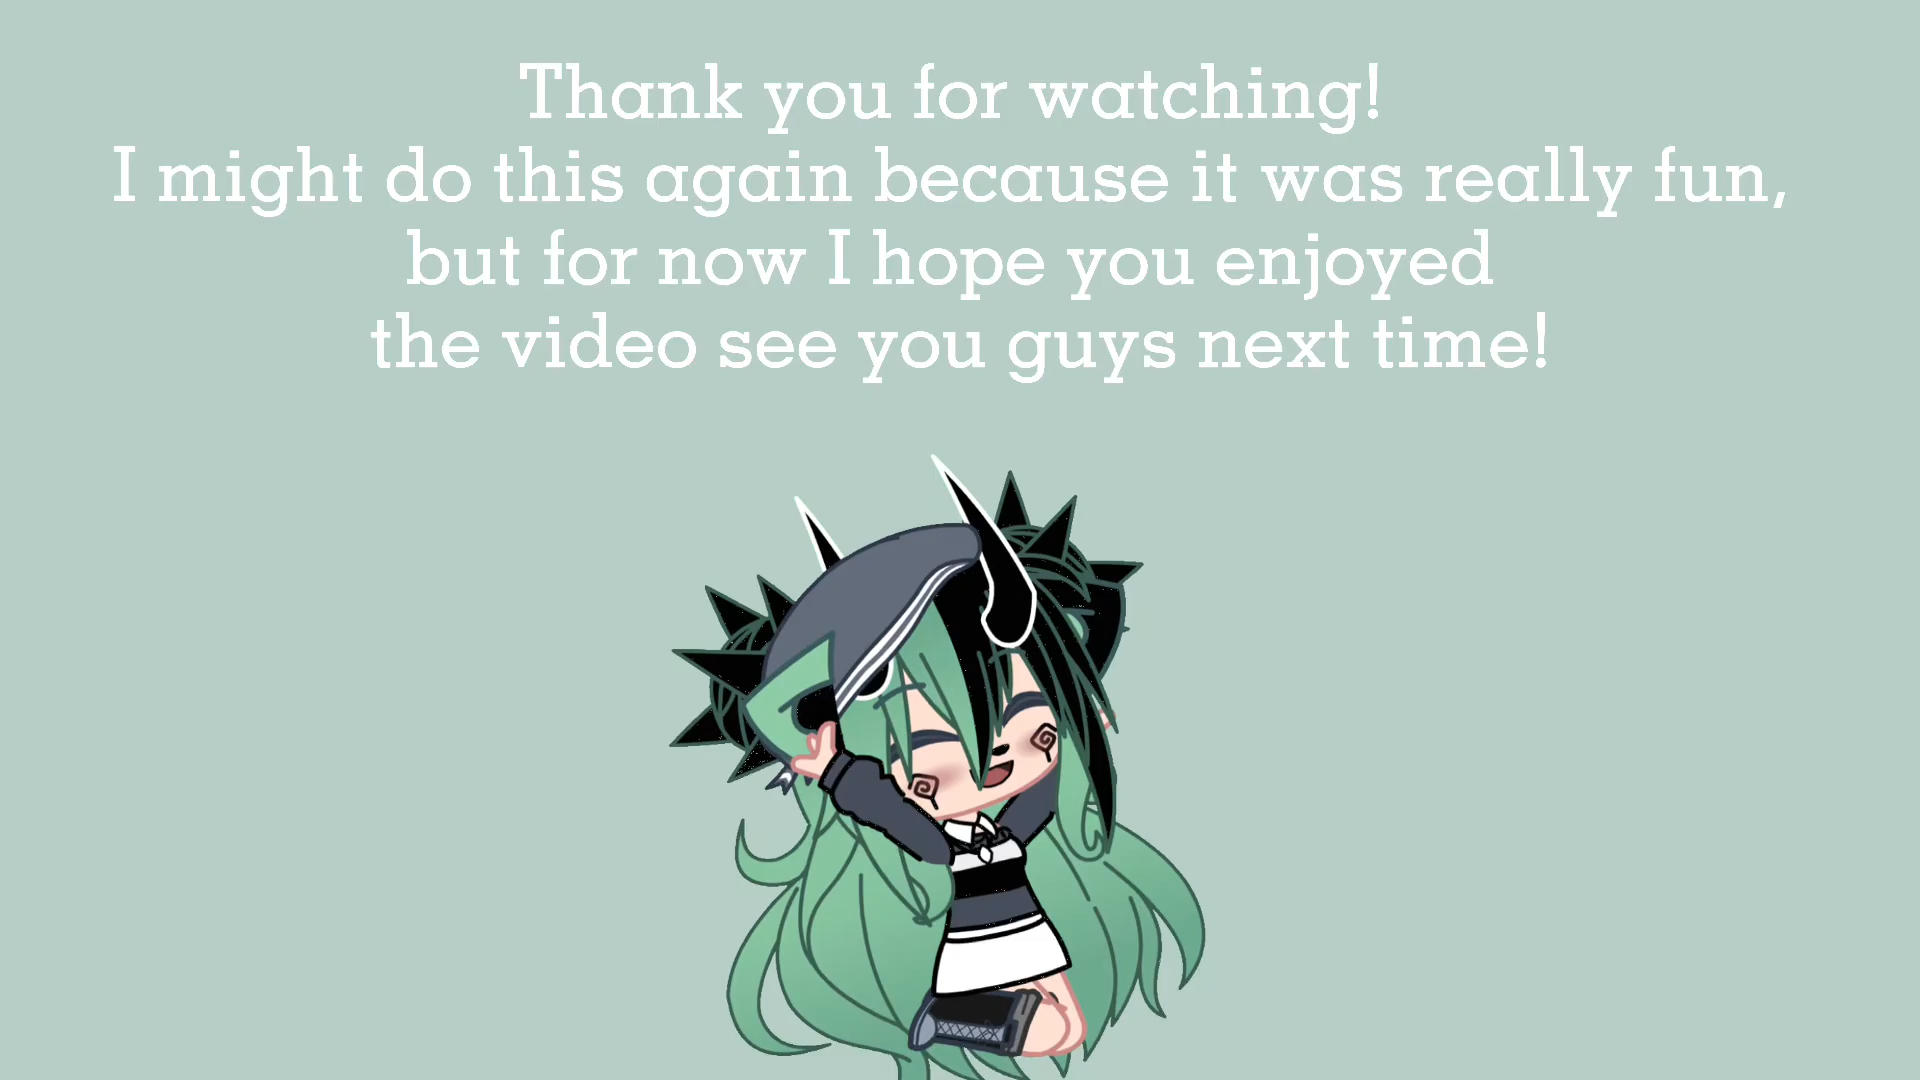 Thank you for watching!
I might do this again because it was really fun,
but for now I hope you enjoyed
the video see you guys next time!